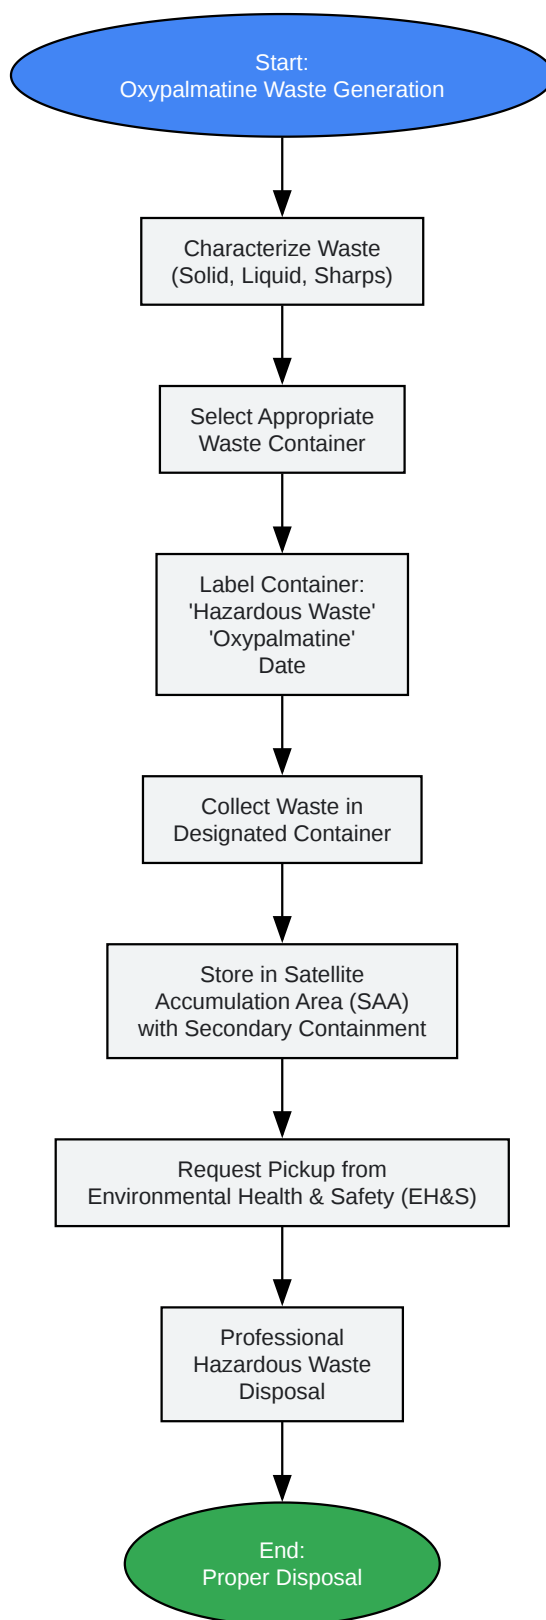 Start:
Oxypalmatine Waste Generation
Characterize Waste
(Solid, Liquid, Sharps)
Select Appropriate
Waste Container
Label Container:
'Hazardous Waste'
'Oxypalmatine'
Date
Collect Waste in
Designated Container
Store in Satellite
Accumulation Area (SAA)
with Secondary Containment
Request Pickup from
Environmental Health & Safety (EH&S)
Professional
Hazardous Waste
Disposal
End:
Proper Disposal